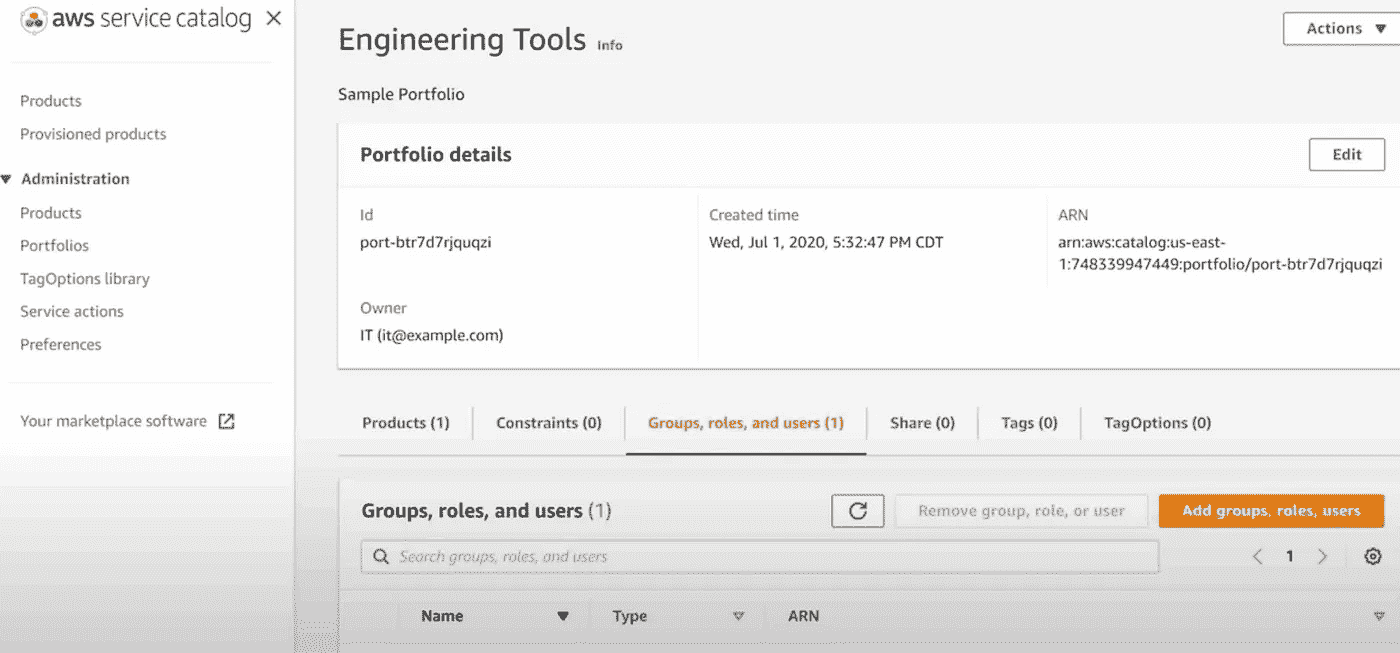 aws service catalog
Products
Provisioned products
Administration
Products
Portfolios
TagOptions library
Service actions
Preferences
Your marketplace software
Engineering Tools Info
Actions
Sample Portfolio
Portfolio details
Edit
Id
port-btr7d7rjquqzi
Created time
Wed, Jul 1, 2020, 5:32:47 PM CDT
ARN
arn:aws:catalog:us-east-
1:748339947449:portfolio/port-btr7d7rjquqzi
Owner
IT (it@example.com)
Products (1) Constraints (0) Groups, roles, and users (1) Share (0) Tags (0) TagOptions (0)
Groups, roles, and users (1)
Remove group, role, or user
Add groups, roles, users
Search groups, roles, and users
1
Name Type ARN